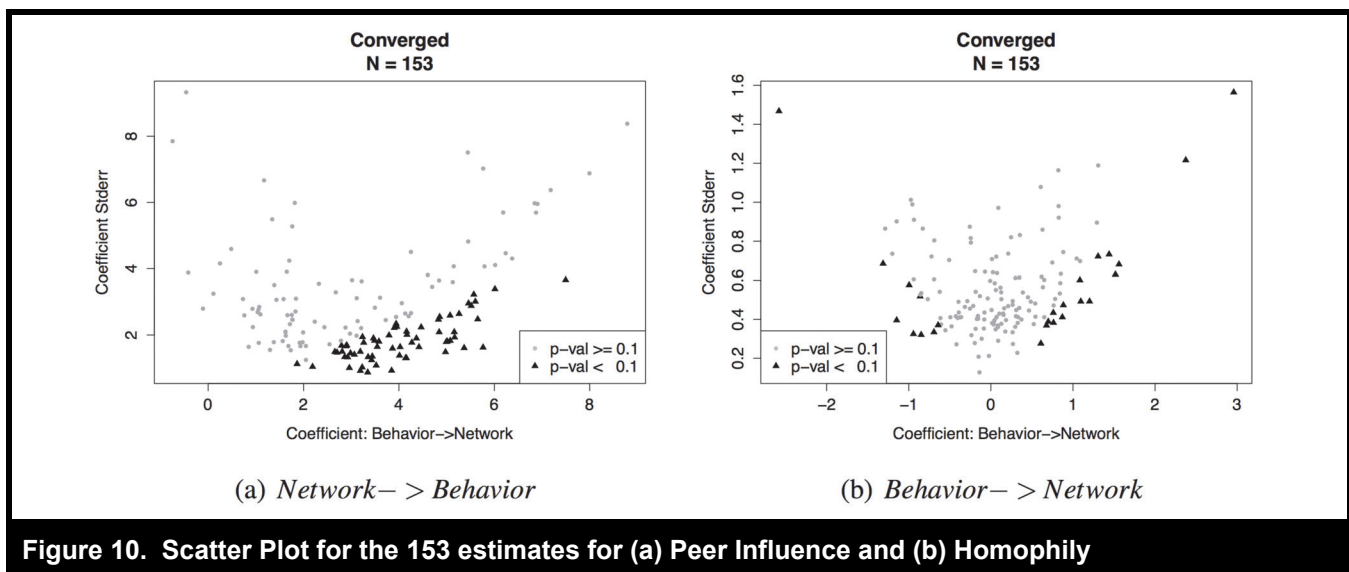 Converged
N = 153
Coefficient Stderr
8
6
4
2
0 2 4 6 8
p-val >= 0.1
p-val < 0.1
Coefficient: Behavior->Network
(a) Network− > Behavior
Converged
N = 153
Coefficient Stderr
1.6
1.4
1.2
1.0
0.8
0.6
0.4
0.2
−2 −1 0 1 2 3
p-val >= 0.1
p-val < 0.1
Coefficient: Behavior->Network
(b) Behavior− > Network
Figure 10. Scatter Plot for the 153 estimates for (a) Peer Influence and (b) Homophily